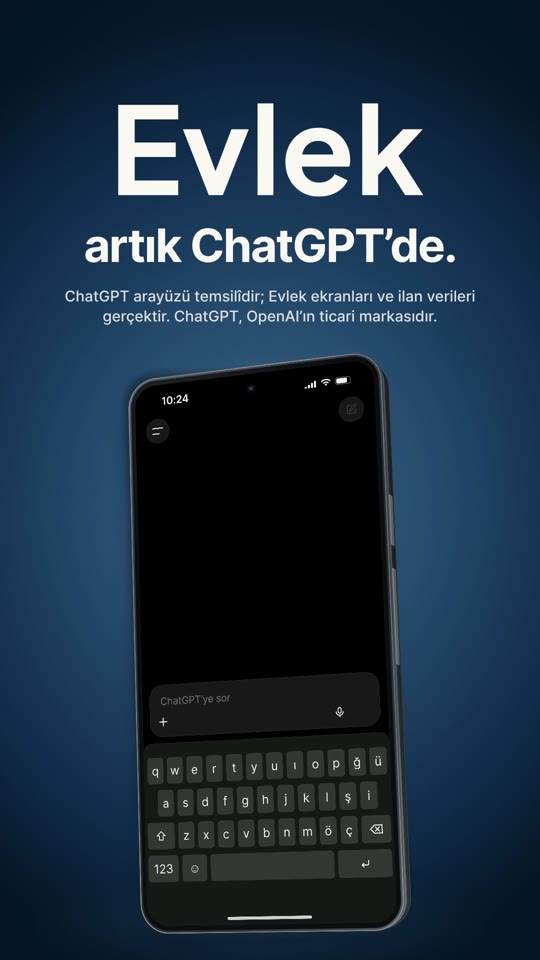 Evlek
artık ChatGPT’de.
ChatGPT arayüzü temsilîdir; Evlek ekranları ve ilan verileri
gerçektir. ChatGPT, OpenAI’ın ticari markasıdır.
10:24
ChatGPT’ye sor
q w e r t y u ı o p ğ ü
a s d f g h j k l ş i
z x c v b n m ö ç
123